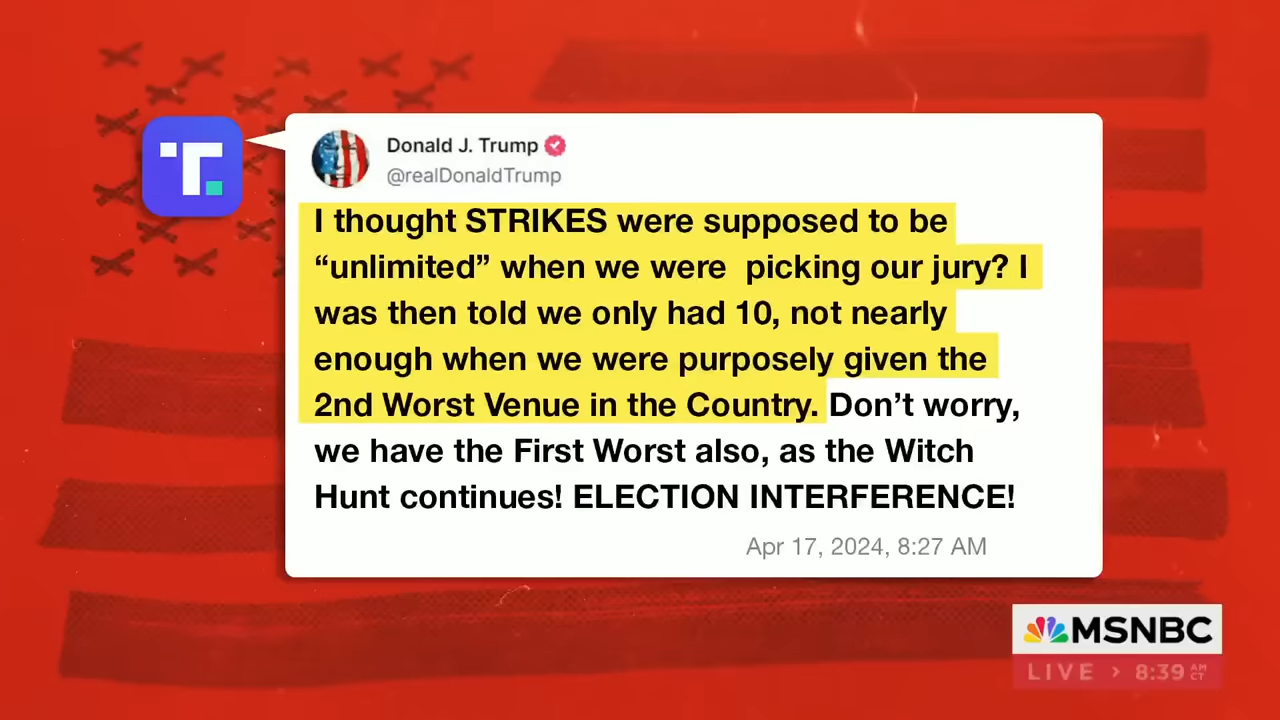 T.
Donald J. Trump
@realDonaldTrump
I thought STRIKES were supposed to be
“unlimited” when we were picking our jury? I
was then told we only had 10, not nearly
enough when we were purposely given the
2nd Worst Venue in the Country. Don’t worry,
we have the First Worst also, as the Witch
Hunt continues! ELECTION INTERFERENCE!
Apr 17, 2024, 8:27 AM
MSNBC
LIVE > 8:39 AM CT